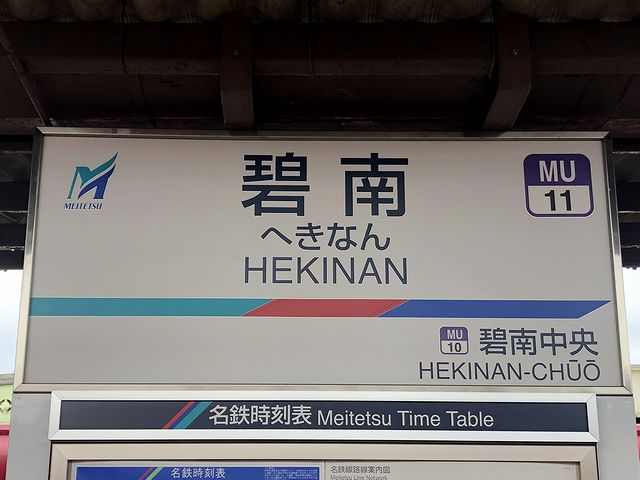 碧南
MU
11
MEITETSU
へきなん
HEKINAN
MU
10
碧南中央
HEKINAN-CHŪŌ
名鉄時刻表 Meitetsu Time Table
名鉄時刻表
名鉄線路線案内図
Meitetsu Line Network